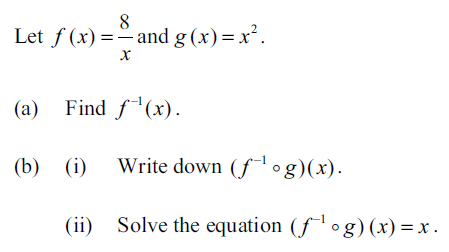 Let f(x) = 8/x and g(x) = x².
(a) Find f⁻¹(x).
(b) (i) Write down (f⁻¹ ∘ g)(x).
(ii) Solve the equation (f⁻¹ ∘ g)(x) = x.